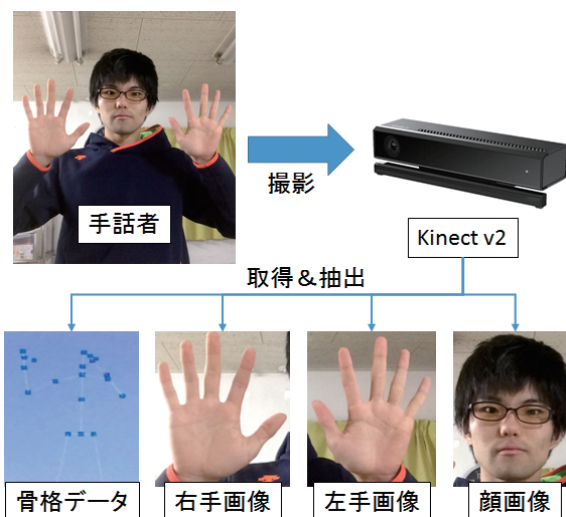 手話者
撮影
Kinect v2
取得＆抽出
骨格データ
右手画像
左手画像
顔画像